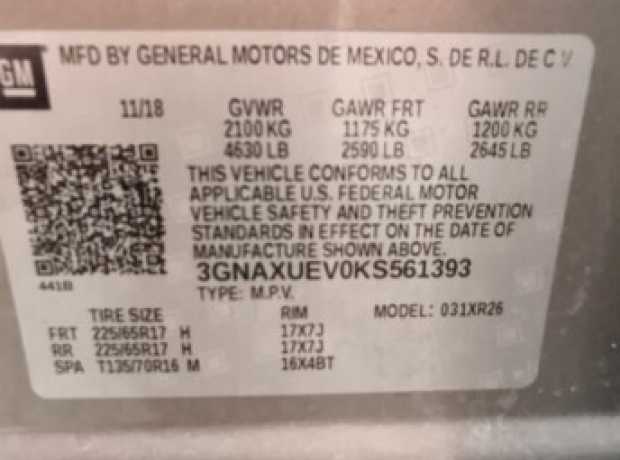 GM
MFD BY GENERAL MOTORS DE MEXICO, S. DE R.L. DE C V
11/18 GVWR GAWR FRT GAWR RR
2100 KG 1175 KG 1200 KG
4630 LB 2590 LB 2645 LB
THIS VEHICLE CONFORMS TO ALL
APPLICABLE U.S. FEDERAL MOTOR
VEHICLE SAFETY AND THEFT PREVENTION
STANDARDS IN EFFECT ON THE DATE OF
MANUFACTURE SHOWN ABOVE.
3GNAXUEV0KS561393
441B
TYPE: M.P.V.
TIRE SIZE RIM MODEL: 031XR26
FRT 225/65R17 H 17X7J
RR 225/65R17 H 17X7J
SPA T135/70R16 M 16X4BT